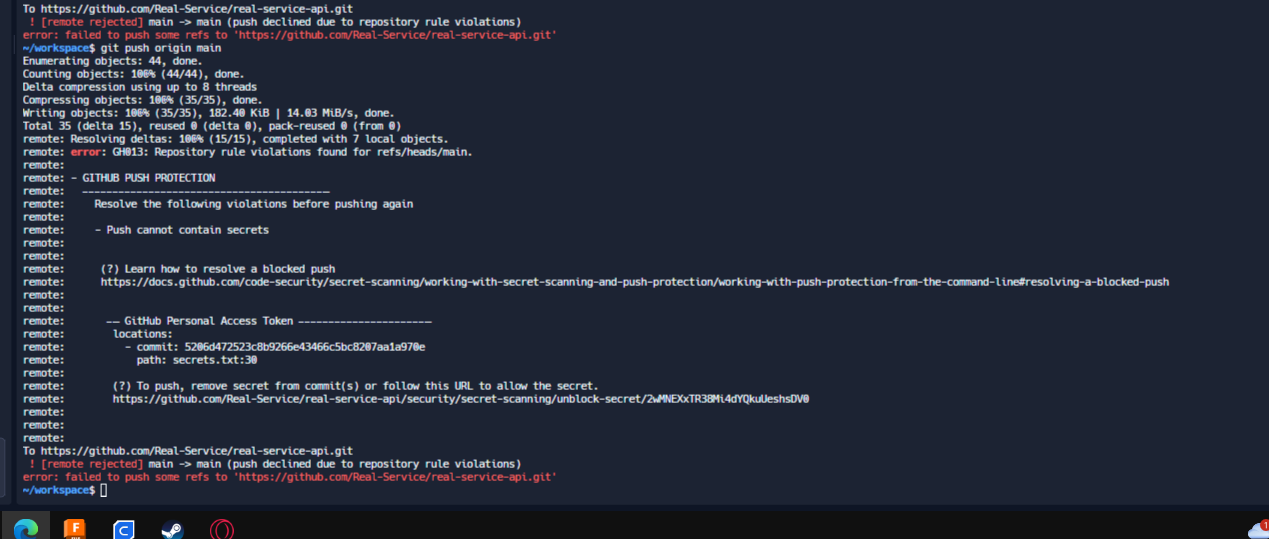 To https://github.com/Real-Service/real-service-api.git
! [remote rejected] main -> main (push declined due to repository rule violations)
error: failed to push some refs to 'https://github.com/Real-Service/real-service-api.git'
~/workspace$ git push origin main
Enumerating objects: 44, done.
Counting objects: 100% (44/44), done.
Delta compression using up to 8 threads
Compressing objects: 100% (35/35), done.
Writing objects: 100% (35/35), 182.40 KiB | 14.03 MiB/s, done.
Total 35 (delta 15), reused 0 (delta 0), pack-reused 0 (from 0)
remote: Resolving deltas: 100% (15/15), completed with 7 local objects.
remote: error: GH013: Repository rule violations found for refs/heads/main.
remote:
remote: - GITHUB PUSH PROTECTION
remote: —————————————————————————————————————————
remote: Resolve the following violations before pushing again
remote:
remote: - Push cannot contain secrets
remote:
remote:
remote: (?) Learn how to resolve a blocked push
remote: https://docs.github.com/code-security/secret-scanning/working-with-secret-scanning-and-push-protection/working-with-push-protection-from-the-command-line#resolving-a-blocked-push
remote:
remote:
remote: —— GitHub Personal Access Token ——————————————————————
remote: locations:
remote: - commit: 5206d472523c8b9266e43466c5bc8207aa1a970e
remote: path: secrets.txt:30
remote:
remote: (?) To push, remove secret from commit(s) or follow this URL to allow the secret.
remote: https://github.com/Real-Service/real-service-api/security/secret-scanning/unblock-secret/2wMNEXxTR38Mi4dYQkuUeshsDV0
remote:
remote:
remote:
To https://github.com/Real-Service/real-service-api.git
! [remote rejected] main -> main (push declined due to repository rule violations)
error: failed to push some refs to 'https://github.com/Real-Service/real-service-api.git'
~/workspace$
F
C
1